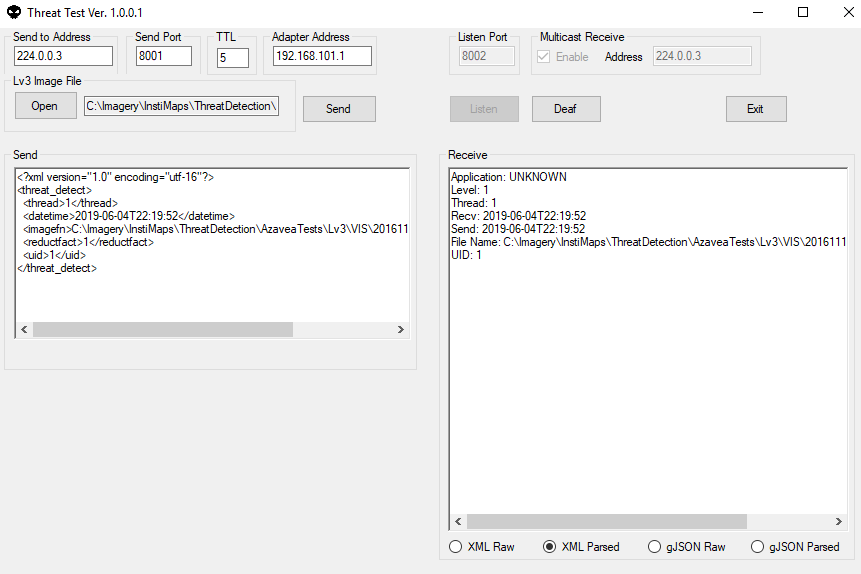 Threat Test Ver. 1.0.0.1
Send to Address
Send Port
TTL
Adapter Address
Listen Port
Multicast Receive
224.0.0.3
8001
5
192.168.101.1
8002
Enable
Address
224.0.0.3
Lv3 Image File
Open
C:\Imagery\InstiMaps\ThreatDetection\
Send
Listen
Deaf
Exit
Send
<?xml version="1.0" encoding="utf-16"?>
<threat_detect>
<thread>1</thread>
<datetime>2019-06-04T22:19:52</datetime>
<imagefn>C:\Imagery\InstiMaps\ThreatDetection\AzaveaTests\Lv3\VIS\201611
<reductfact>1</reductfact>
<uid>1</uid>
</threat_detect>
Receive
Application: UNKNOWN
Level: 1
Thread: 1
Recv: 2019-06-04T22:19:52
Send: 2019-06-04T22:19:52
File Name: C:\Imagery\InstiMaps\ThreatDetection\AzaveaTests\Lv3\VIS\2016111
UID: 1
XML Raw
XML Parsed
gJSON Raw
gJSON Parsed